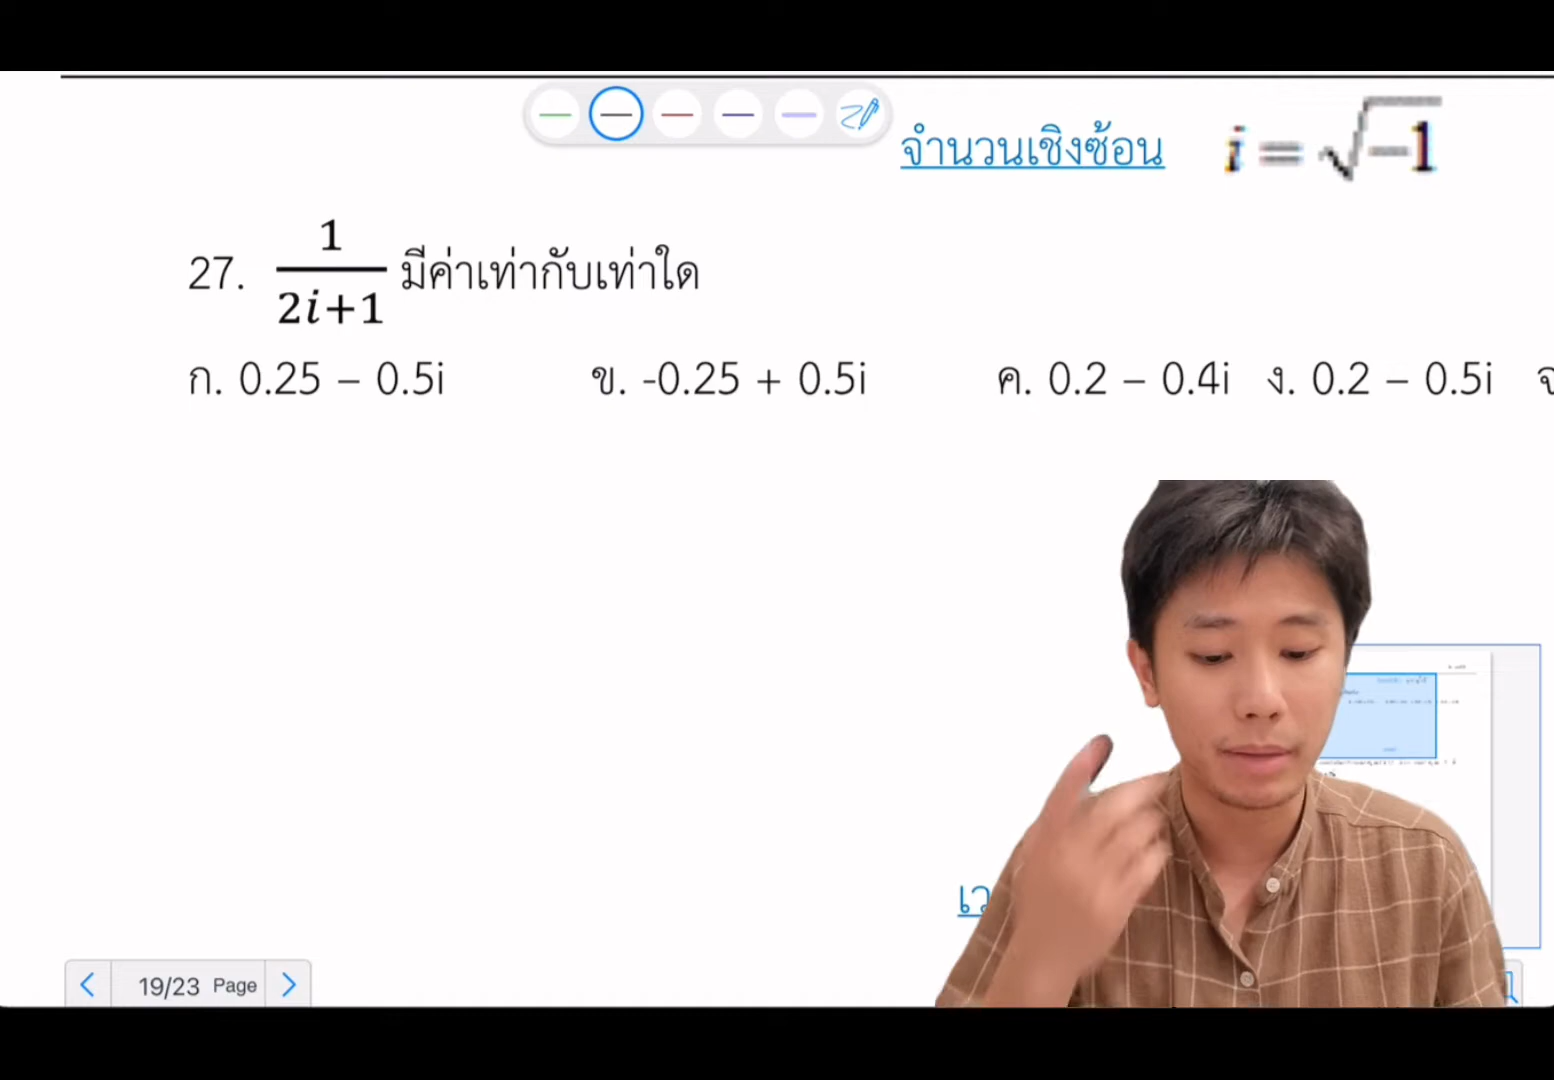 จำนวนเชิงซ้อน i = √-1
27. 1/2i+1 มีค่าเท่ากับเท่าใด
ก. 0.25 – 0.5i ข. -0.25 + 0.5i ค. 0.2 – 0.4i ง. 0.2 – 0.5i จ
19/23 Page